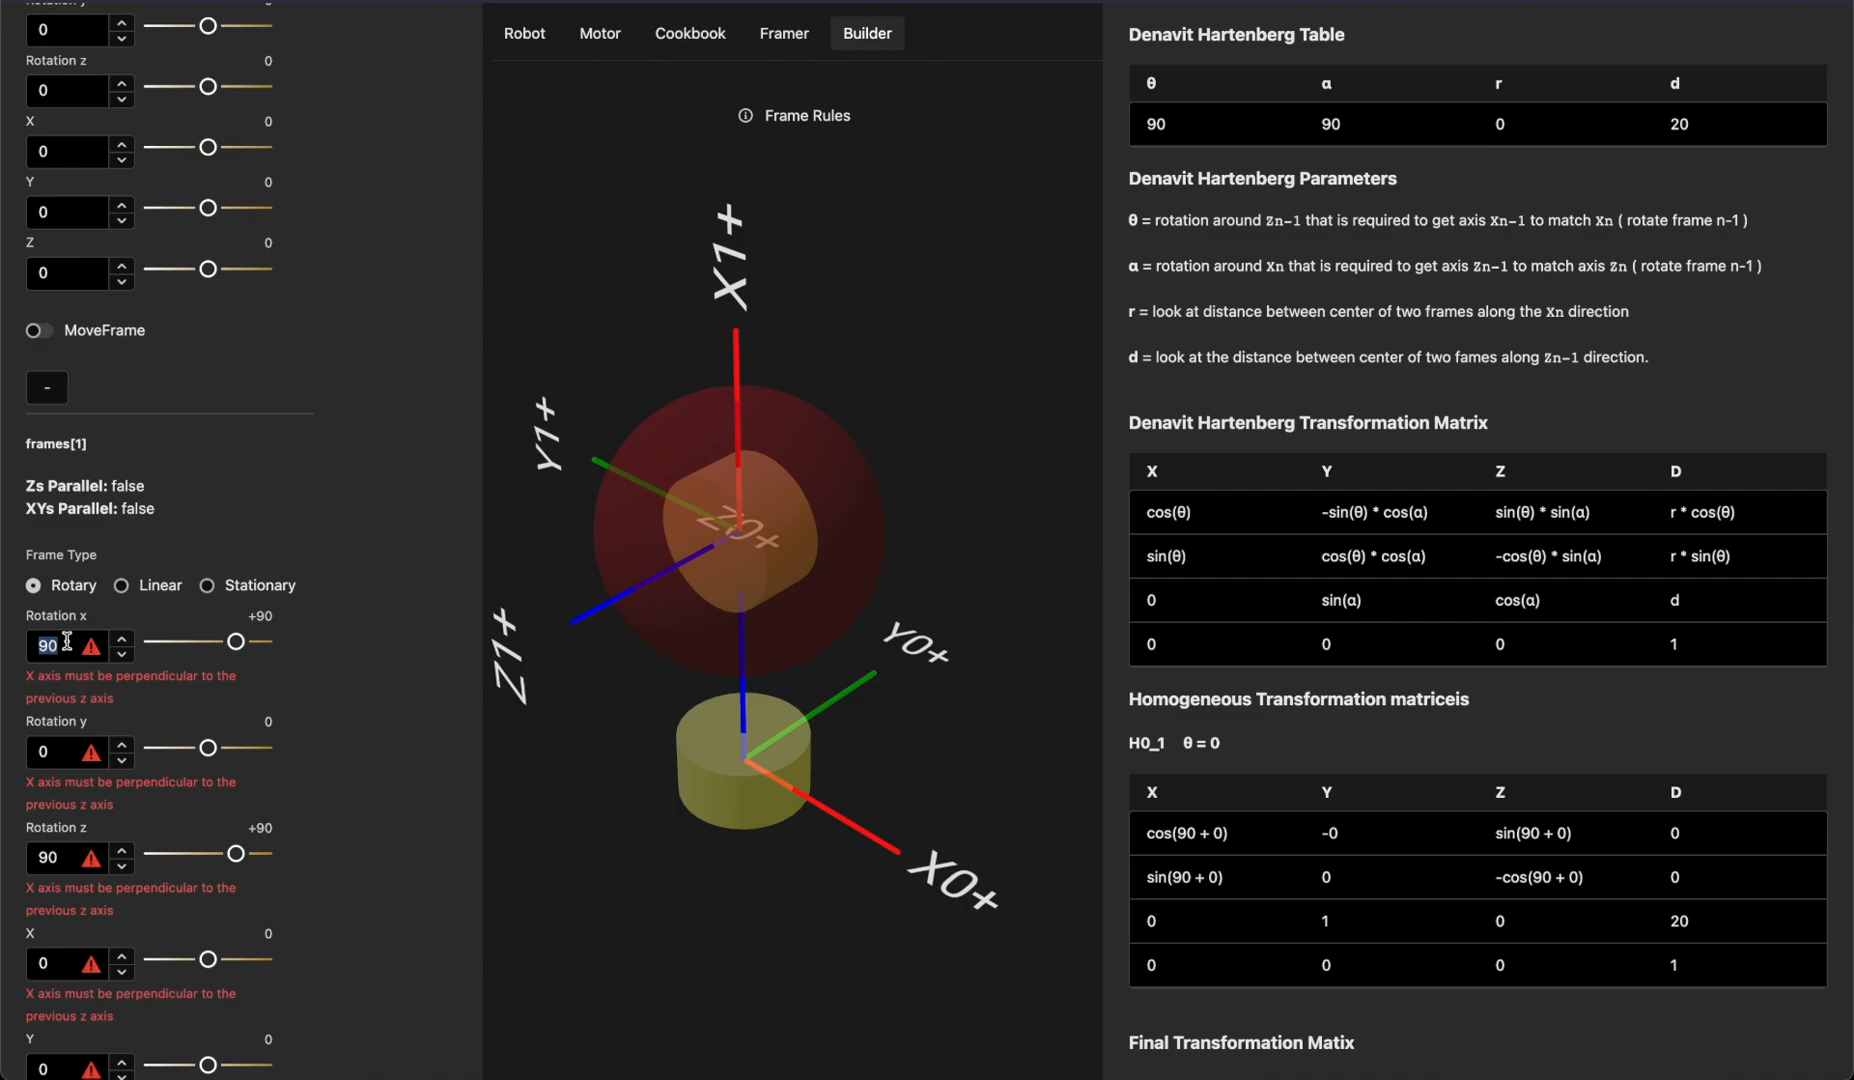 Rotation y 0
0
Rotation z 0
0
X 0
0
Y 0
0
Z 0
0
MoveFrame
-
frames[1]
Zs Parallel: false
XYs Parallel: false
Frame Type
Rotary Linear Stationary
Rotation x +90
90
X axis must be perpendicular to the
previous z axis
Rotation y 0
0
X axis must be perpendicular to the
previous z axis
Rotation z +90
90
X axis must be perpendicular to the
previous z axis
X 0
0
X axis must be perpendicular to the
previous z axis
Y 0
0
Robot Motor Cookbook Framer Builder
Frame Rules
X1+
Y1+
Z0+
Z1+
Y0+
X0+
Denavit Hartenberg Table
θ α r d
90 90 0 20
Denavit Hartenberg Parameters
θ = rotation around Zn-1 that is required to get axis Xn-1 to match Xn ( rotate frame n-1 )
α = rotation around Xn that is required to get axis Zn-1 to match axis Zn ( rotate frame n-1 )
r = look at distance between center of two frames along the Xn direction
d = look at the distance between center of two fames along Zn-1 direction.
Denavit Hartenberg Transformation Matrix
X Y Z D
cos(θ) -sin(θ) * cos(α) sin(θ) * sin(α) r * cos(θ)
sin(θ) cos(θ) * cos(α) -cos(θ) * sin(α) r * sin(θ)
0 sin(α) cos(α) d
0 0 0 1
Homogeneous Transformation matriceis
H0_1 θ = 0
X Y Z D
cos(90 + 0) -0 sin(90 + 0) 0
sin(90 + 0) 0 -cos(90 + 0) 0
0 1 0 20
0 0 0 1
Final Transformation Matix